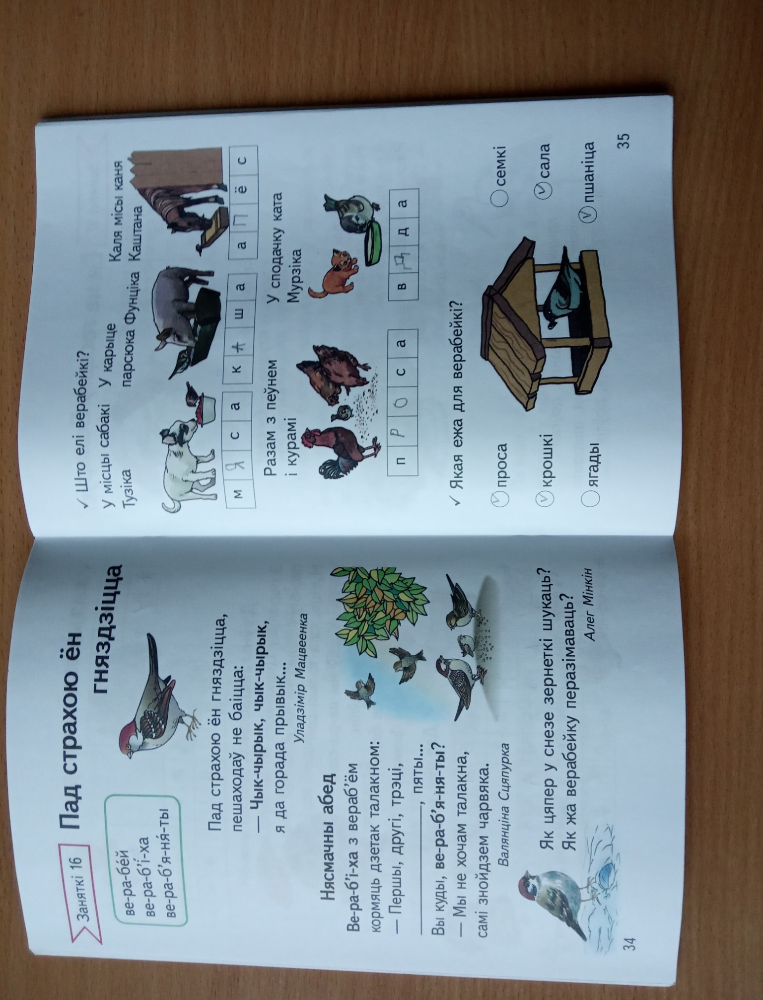 Заняткі 16
Пад страхою ён
гняздзіцца
ве-ра-бе́й
ве-ра-б’і́-ха
ве-ра-б’я-ня́-ты
Пад страхою ён гняздзіцца,
пешаходаў не баіцца:
— Чык-чырык, чык-чырык,
я да горада прывык...
Уладзімір Мацвеенка
Нясмачны абед
Ве-ра-б’і-ха з вераб’ём
кормяць дзетак талакном:
— Першы, другі, трэці,
____________, пяты...
Вы куды, ве-ра-б’я-ня-ты?
— Мы не хочам талакна,
самі знойдзем чарвяка.
Валянціна Сцяпурка
Як цяпер у снезе зернеткі шукаць?
Як жа верабейку перазімаваць?
Алег Мінкін
34
✓ Што елі верабейкі?
У місцы сабакі
Тузіка
У карыце
парсюка Фунціка
Каля місы каня
Каштана
м Я с а
к А ш а
а П ё с
Разам з пеўнем
і курамі
У сподачку ката
Мурзіка
п Р О с а
в Д д а
✓ Якая ежа для верабейкі?
✓ проса
семкі
✓ крошкі
✓ сала
ягады
✓ пшаніца
35